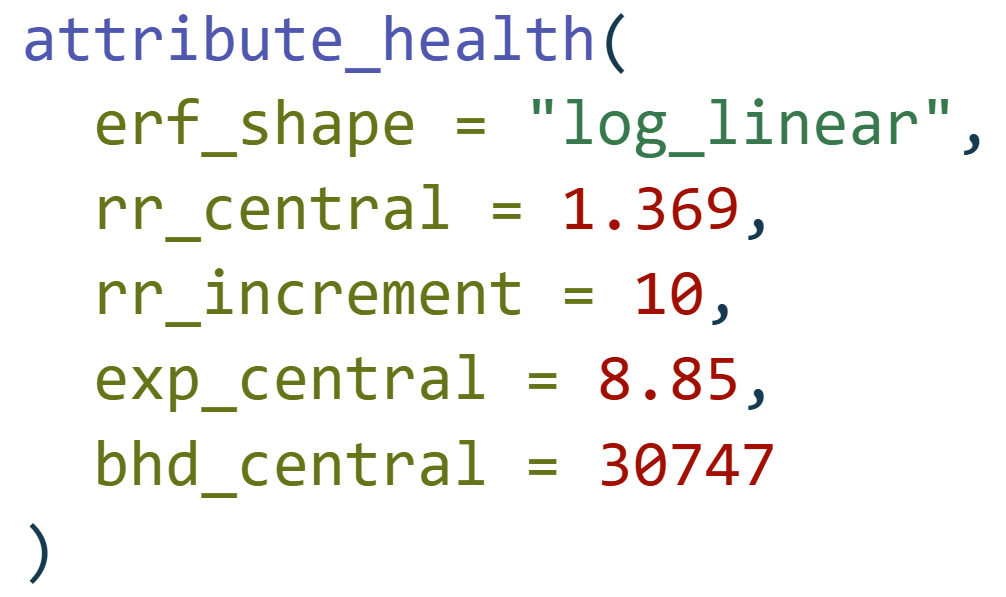 attribute_health(
  erf_shape = "log_linear",
  rr_central = 1.369,
  rr_increment = 10,
  exp_central = 8.85,
  bhd_central = 30747
)